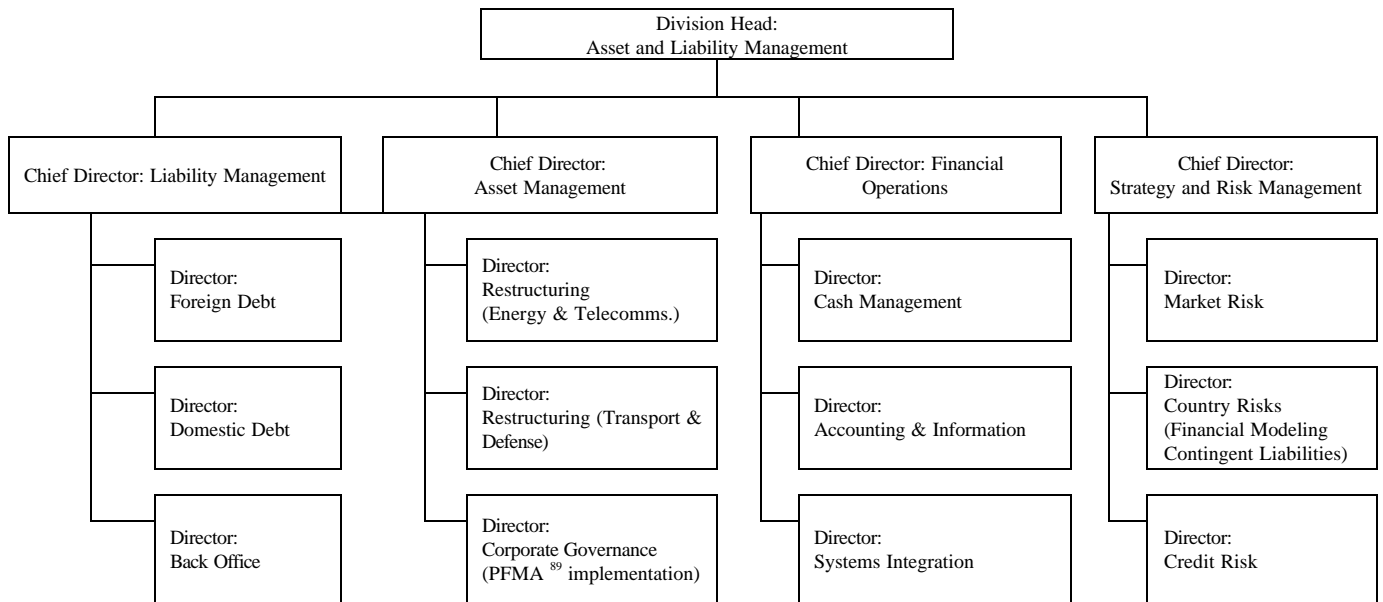 Division Head:
Asset and Liability Management
Chief Director: Liability Management
Chief Director:
Asset Management
Chief Director: Financial
Operations
Chief Director:
Strategy and Risk Management
Director:
Foreign Debt
Director:
Restructuring
(Energy & Telecomms.)
Director:
Cash Management
Director:
Market Risk
Director:
Domestic Debt
Director:
Restructuring (Transport &
Defense)
Director:
Accounting & Information
Director:
Country Risks
(Financial Modeling
Contingent Liabilities)
Director:
Back Office
Director:
Corporate Governance
(PFMA 89 implementation)
Director:
Systems Integration
Director:
Credit Risk